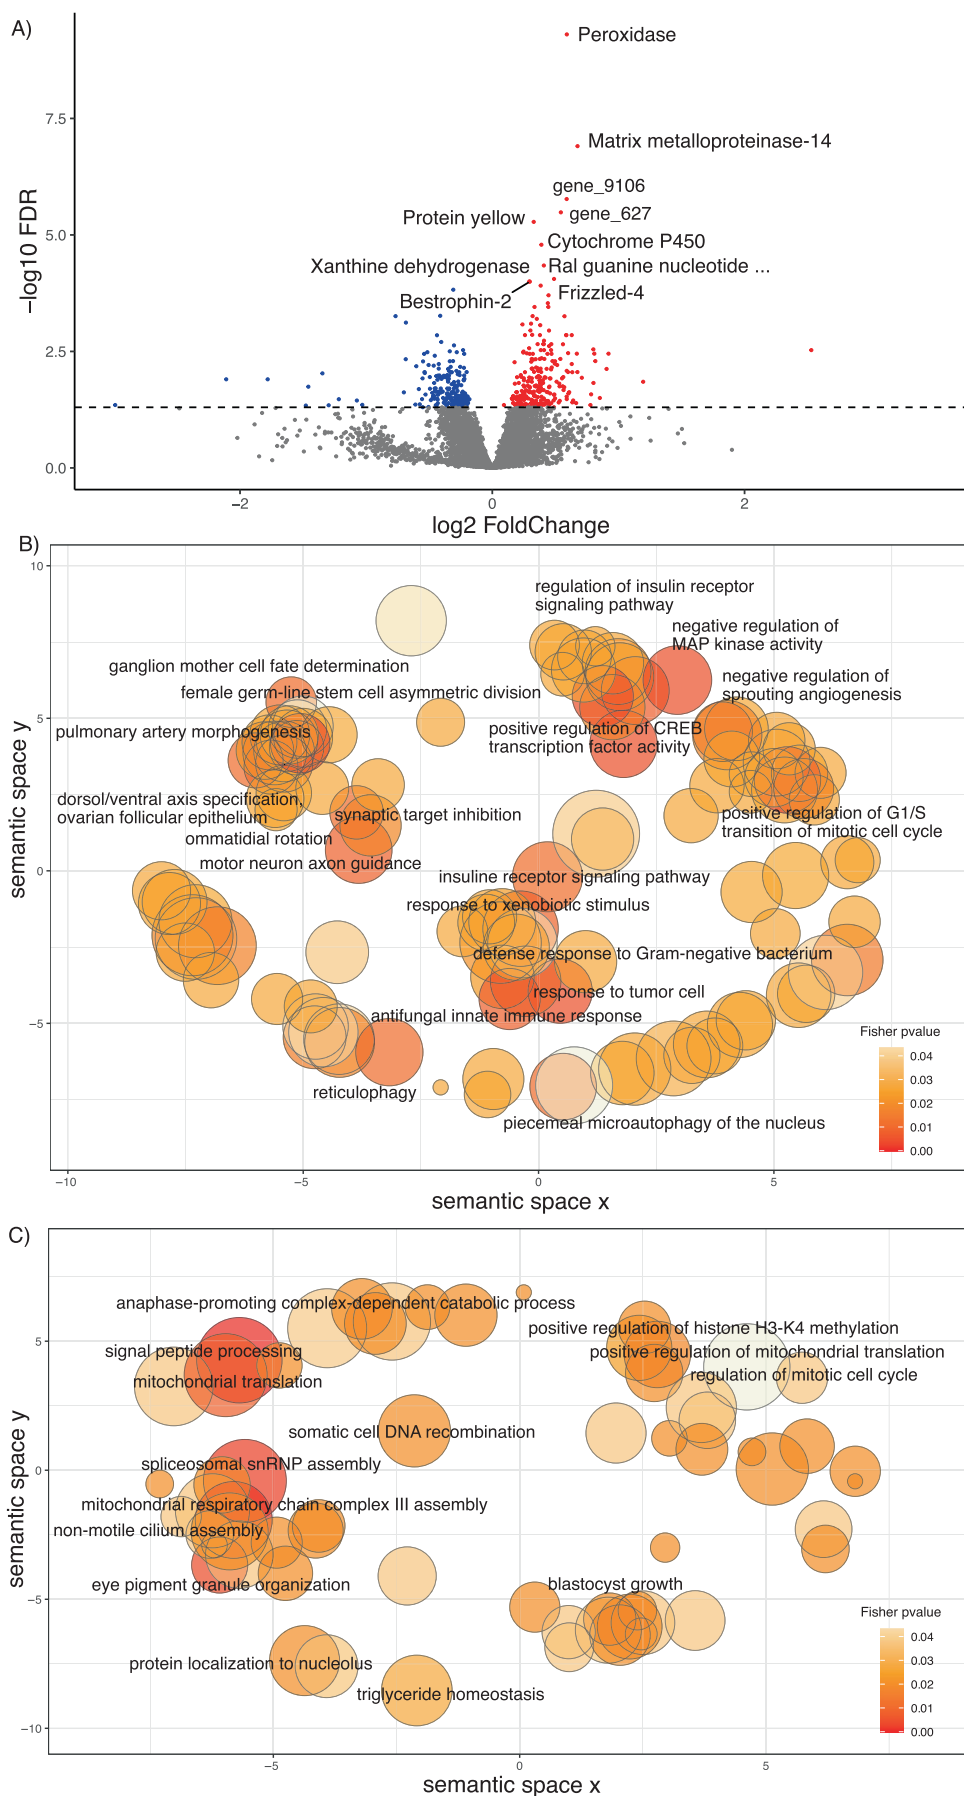 A)
Peroxidase
7.5
Matrix metalloproteinase-14
gene_9106
Protein yellow
gene_627
5.0
Cytochrome P450
Xanthine dehydrogenase
Ral guanine nucleotide ...
Bestrophin-2
Frizzled-4
−log10 FDR
2.5
0.0
−2
0
2
log2 FoldChange
B)
10
regulation of insulin receptor
signaling pathway
negative regulation of
MAP kinase activity
ganglion mother cell fate determination
negative regulation of
sprouting angiogenesis
female germ-line stem cell asymmetric division
5
pulmonary artery morphogenesis
positive regulation of CREB
transcription factor activity
dorsol/ventral axis specification,
ovarian follicular epithelium
synaptic target inhibition
positive regulation of G1/S
transition of mitotic cell cycle
ommatidial rotation
motor neuron axon guidance
0
insuline receptor signaling pathway
response to xenobiotic stimulus
semantic space y
defense response to Gram-negative bacterium
response to tumor cell
antifungal innate immune response
−5
reticulophagy
piecemeal microautophagy of the nucleus
Fisher pvalue
0.04
0.03
0.02
0.01
0.00
−10
−5
0
5
semantic space x
C)
anaphase-promoting complex-dependent catabolic process
positive regulation of histone H3-K4 methylation
5
signal peptide processing
positive regulation of mitochondrial translation
mitochondrial translation
regulation of mitotic cell cycle
somatic cell DNA recombination
0
spliceosomal snRNP assembly
mitochondrial respiratory chain complex III assembly
non-motile cilium assembly
semantic space y
eye pigment granule organization
blastocyst growth
−5
protein localization to nucleolus
triglyceride homeostasis
−10
Fisher pvalue
0.04
0.03
0.02
0.01
0.00
−5
0
5
semantic space x